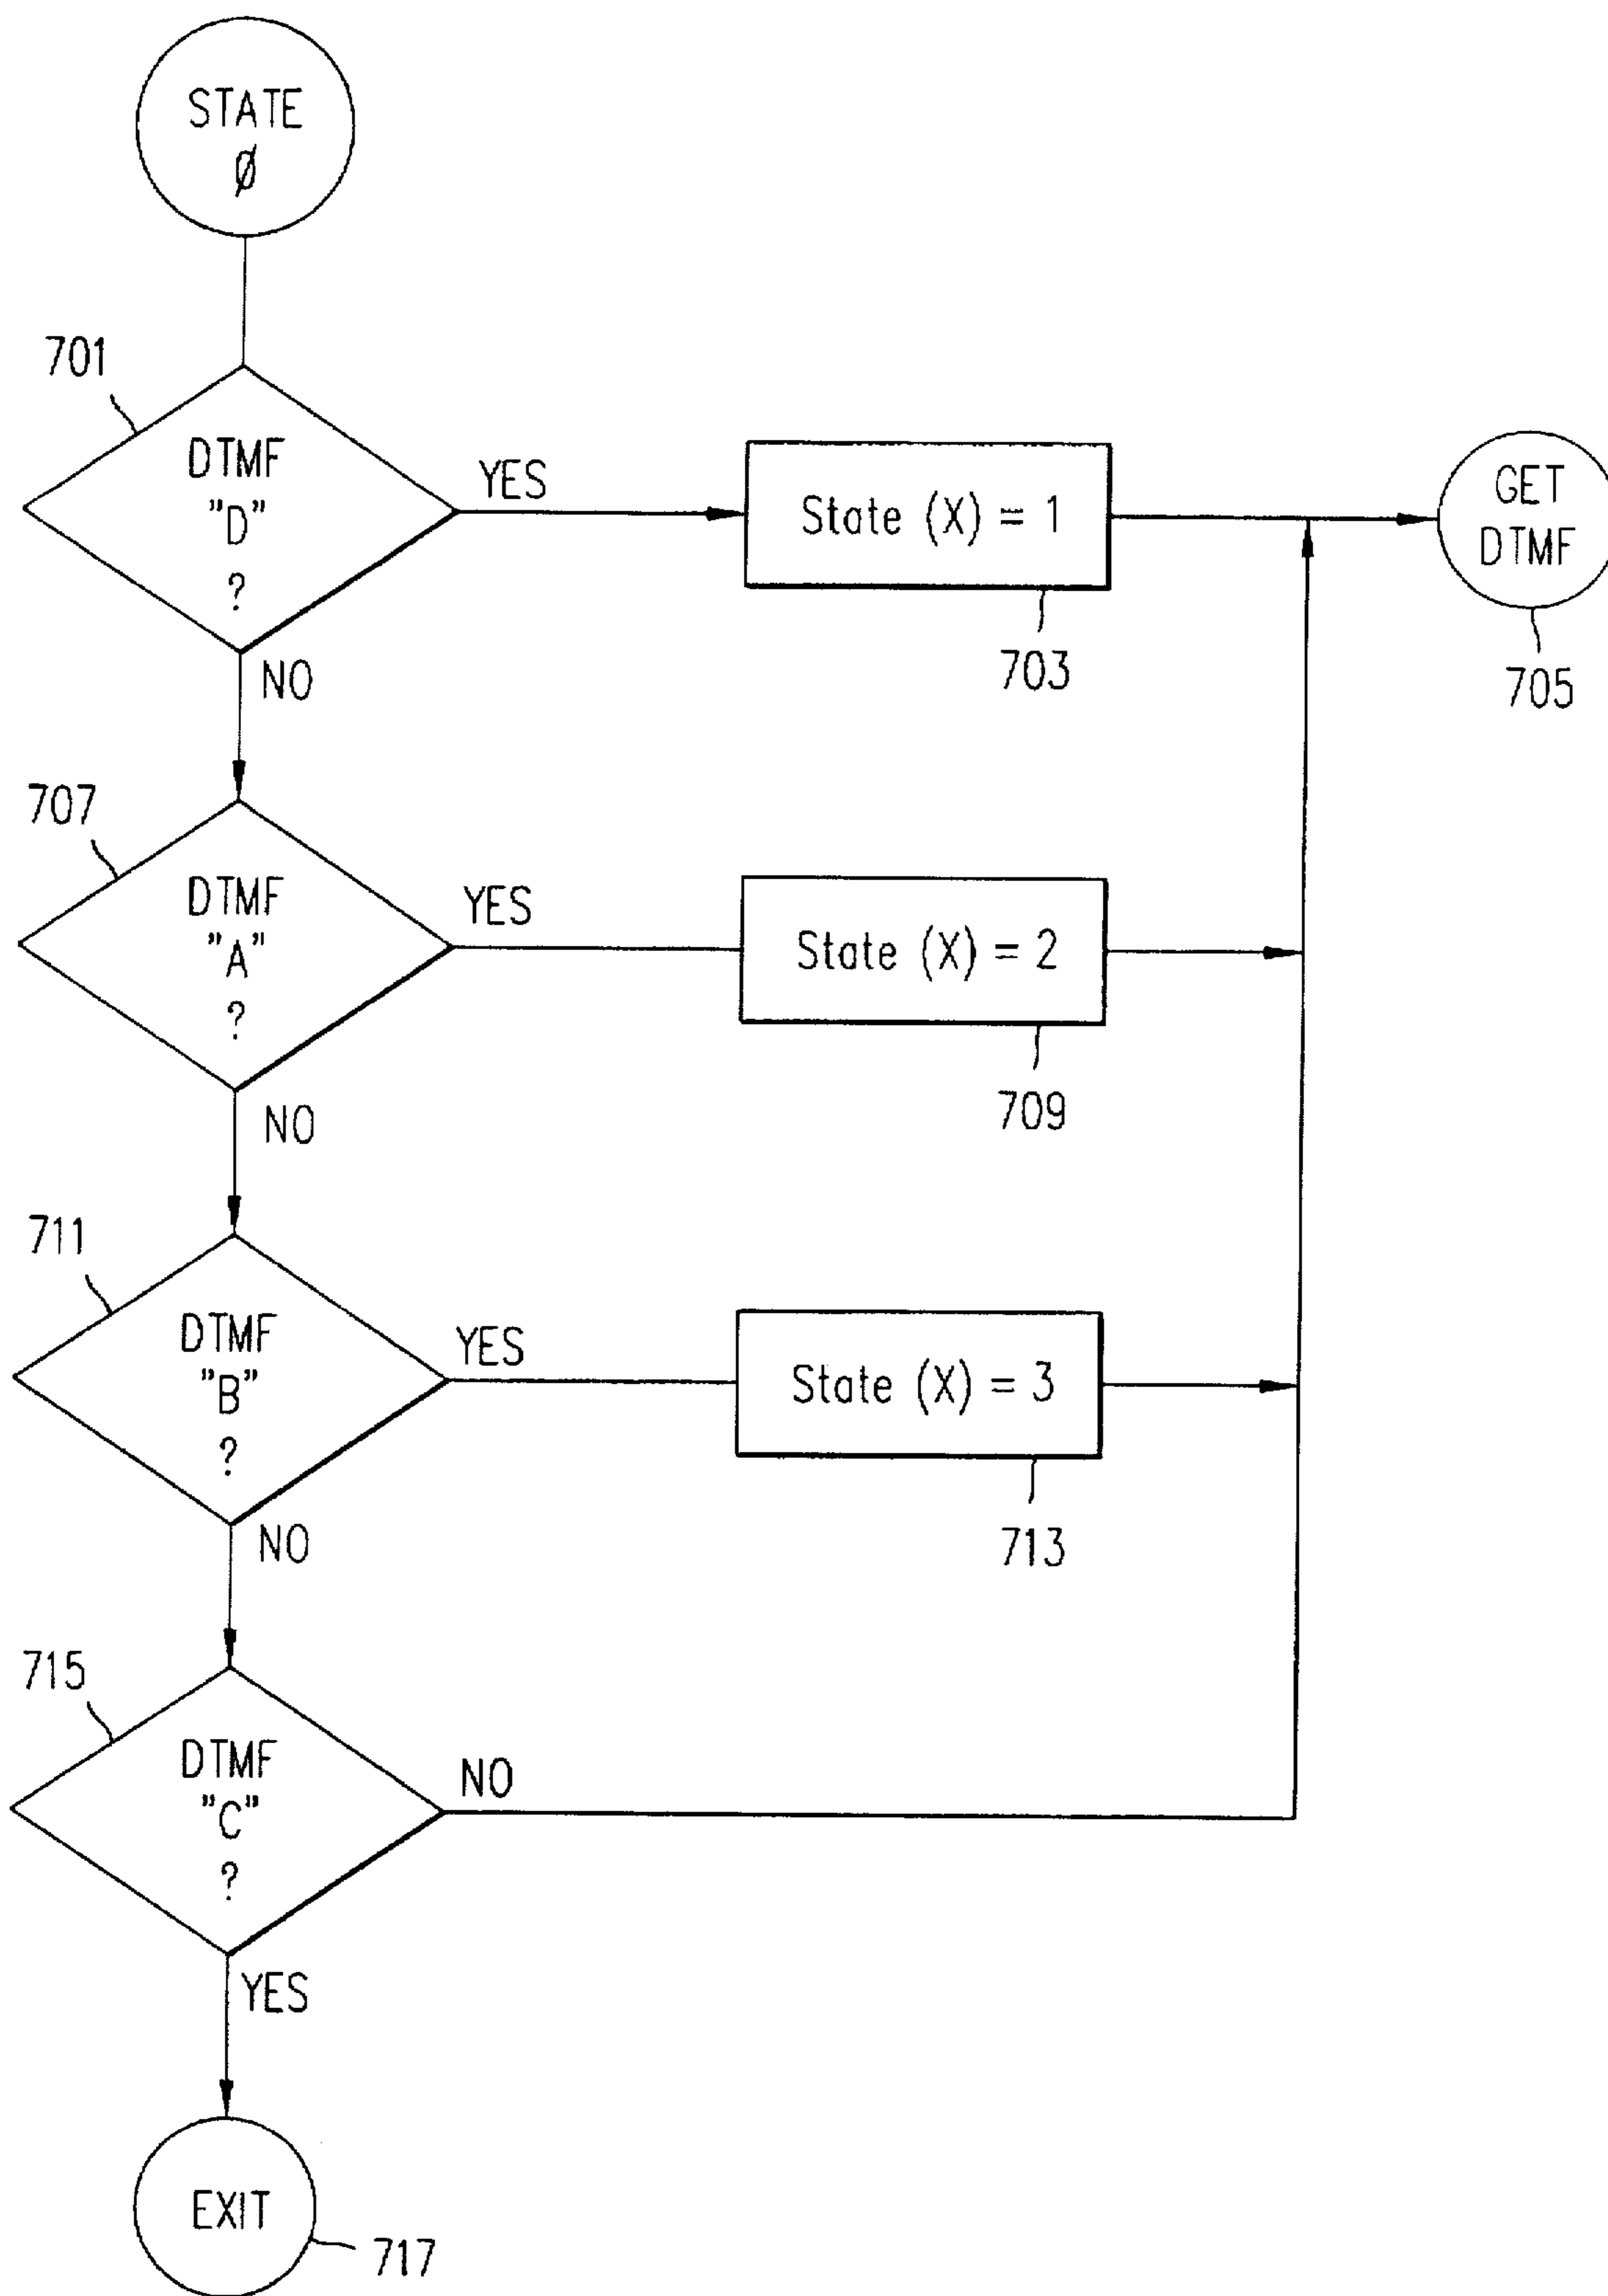 STATE
Ø
701
DTMF
"D"
?
YES
State (X) = 1
703
GET
DTMF
705
NO
707
DTMF
"A"
?
YES
State (X) = 2
709
NO
711
DTMF
"B"
?
YES
State (X) = 3
713
NO
715
DTMF
"C"
?
NO
YES
EXIT
717